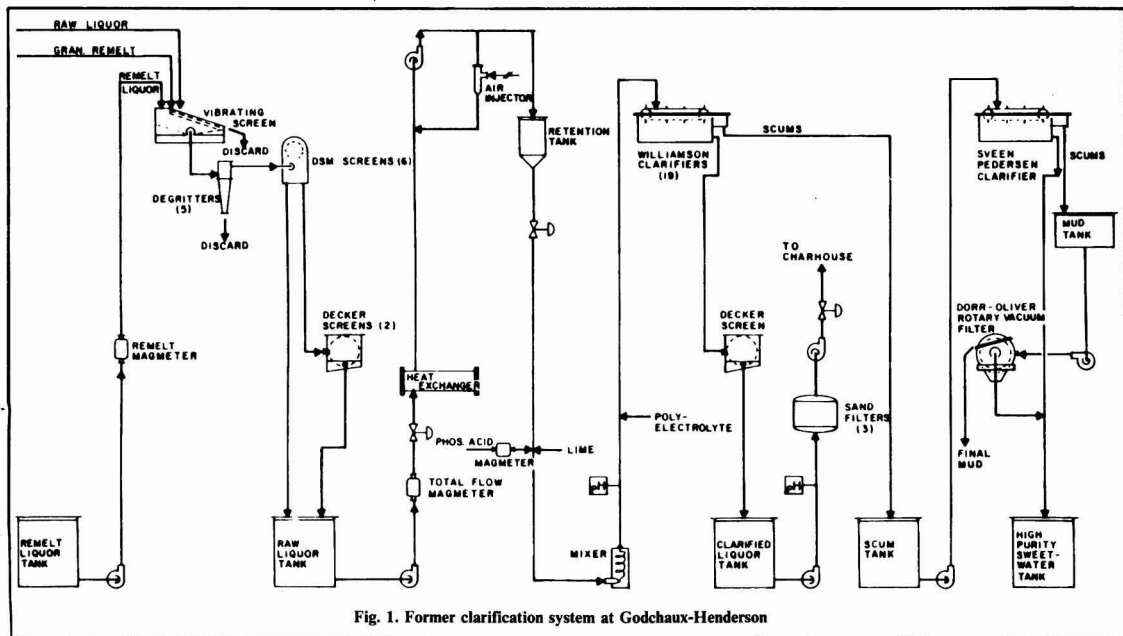 RAW LIQUOR
GRAN. REMELT
REMELT
LIQUOR
VIBRATING
SCREEN
DISCARD
DSM SCREENS (6)
DEGRITTERS
(5)
DISCARD
DECKER
SCREENS (2)
REMELT
MAGMETER
REMELT
LIQUOR
TANK
RAW
LIQUOR
TANK
AIR
INJECTOR
RETENTION
TANK
HEAT
EXCHANGER
PHOS. ACID
MAGMETER
LIME
TOTAL FLOW
MAGMETER
POLY-
ELECTROLYTE
pH
MIXER
WILLIAMSON
CLARIFIERS
(19)
SCUMS
DECKER
SCREEN
TO
CHARHOUSE
SAND
FILTERS
(3)
pH
CLARIFIED
LIQUOR
TANK
SCUM
TANK
SVEEN
PEDERSEN
CLARIFIER
SCUMS
MUD
TANK
DORR-OLIVER
ROTARY VACUUM
FILTER
FINAL
MUD
HIGH
PURITY
SWEET-
WATER
TANK
Fig. 1. Former clarification system at Godchaux-Henderson